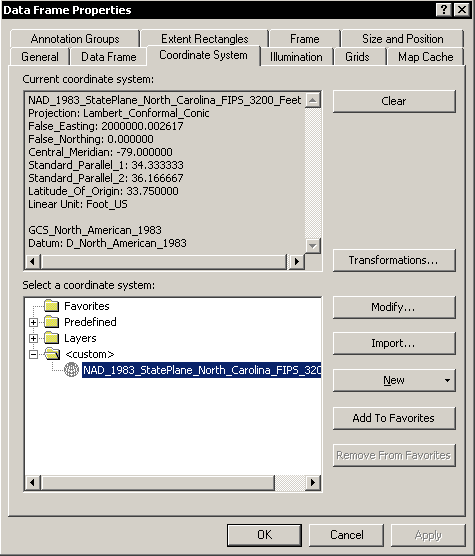 Data Frame Properties
Annotation Groups Extent Rectangles Frame Size and Position
General Data Frame Coordinate System Illumination Grids Map Cache
Current coordinate system:
NAD_1983_StatePlane_North_Carolina_FIPS_3200_Feet
Projection: Lambert_Conformal_Conic
False_Easting: 2000000.002617
False_Northing: 0.000000
Central_Meridian: -79.000000
Standard_Parallel_1: 34.333333
Standard_Parallel_2: 36.166667
Latitude_Of_Origin: 33.750000
Linear Unit: Foot_US
GCS_North_American_1983
Datum: D_North_American_1983
Clear
Transformations...
Select a coordinate system:
Favorites
Predefined
Layers
<custom>
NAD_1983_StatePlane_North_Carolina_FIPS_320
Modify...
Import...
New
Add To Favorites
Remove From Favorites
OK Cancel Apply